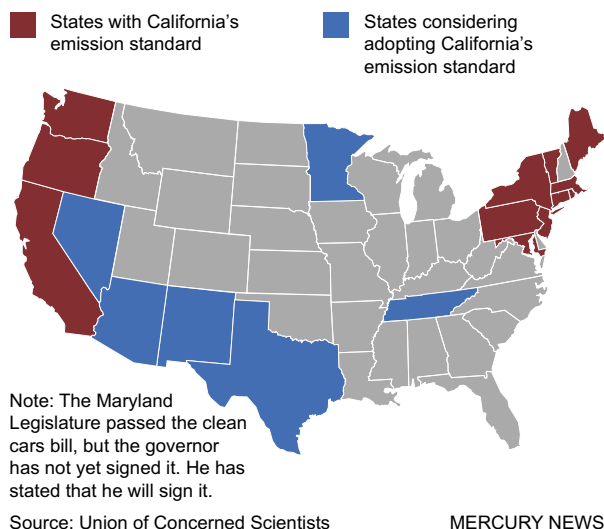 States with California's
emission standard
States considering
adopting California's
emission standard
Note: The Maryland
Legislature passed the clean
cars bill, but the governor
has not yet signed it. He has
stated that he will sign it.
Source: Union of Concerned Scientists
MERCURY NEWS